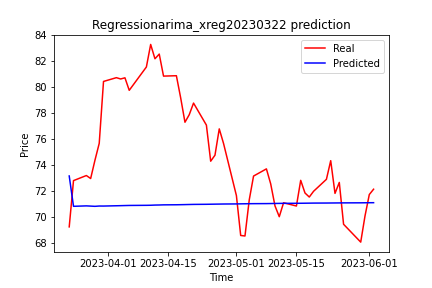 Regressionarima_xreg20230322 prediction
Real
Predicted
Price
84
82
80
78
76
74
72
70
68
2023-04-01 2023-04-15 2023-05-01 2023-05-15 2023-06-01
Time